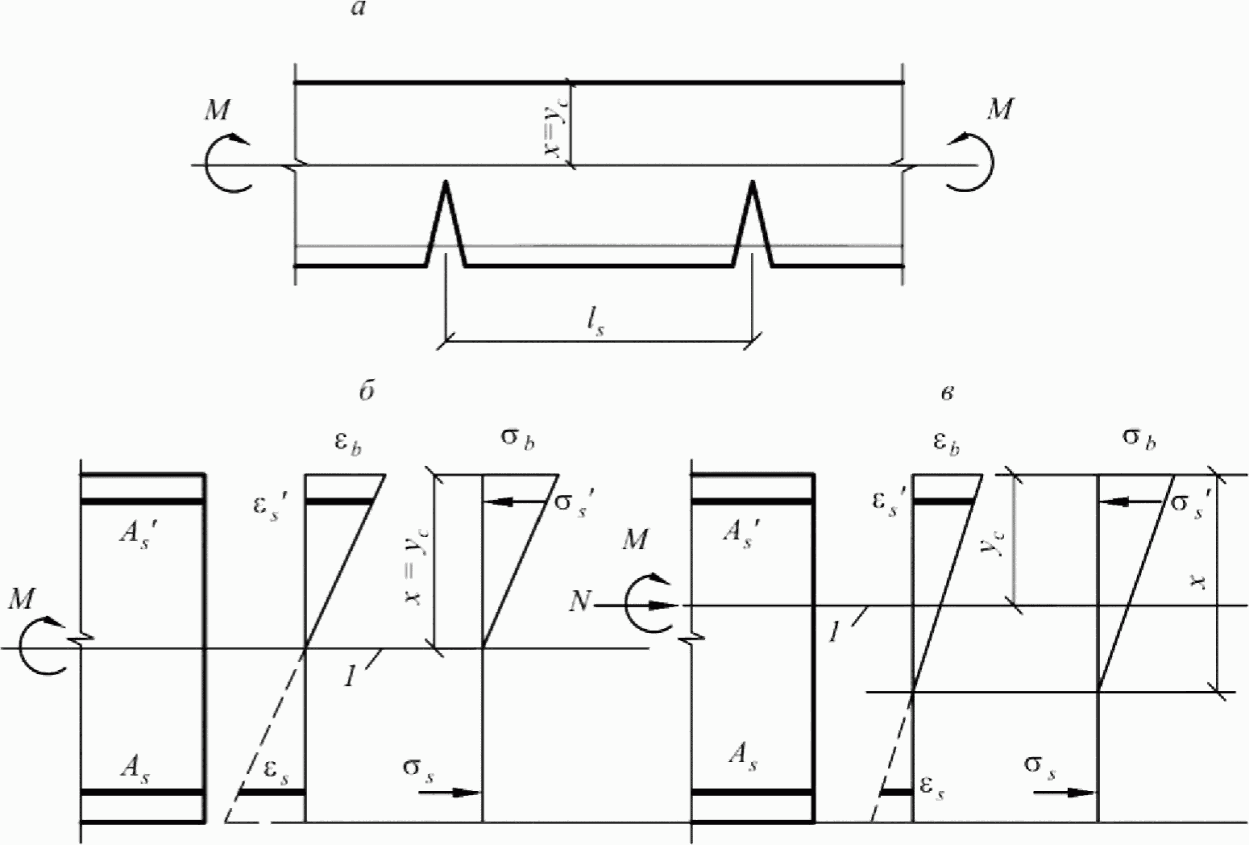 а
M
x=y_c
M
l_s
б
в
ε_b
σ_b
ε_b
σ_b
ε_s'
σ_s'
ε_s'
σ_s'
A_s'
A_s'
x = y_c
y_c
x
M
N
M
1
1
A_s
ε_s
σ_s
A_s
ε_s
σ_s